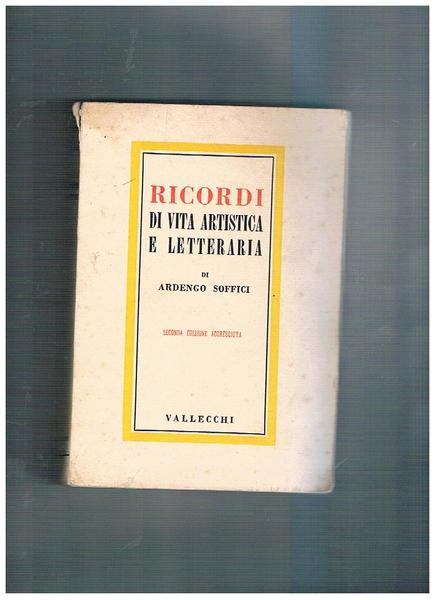 RICORDI
DI VITA ARTISTICA
E LETTERARIA
DI
ARDENGO SOFFICI
SECONDA EDIZIONE ACCRESCIUTA
VALLECCHI